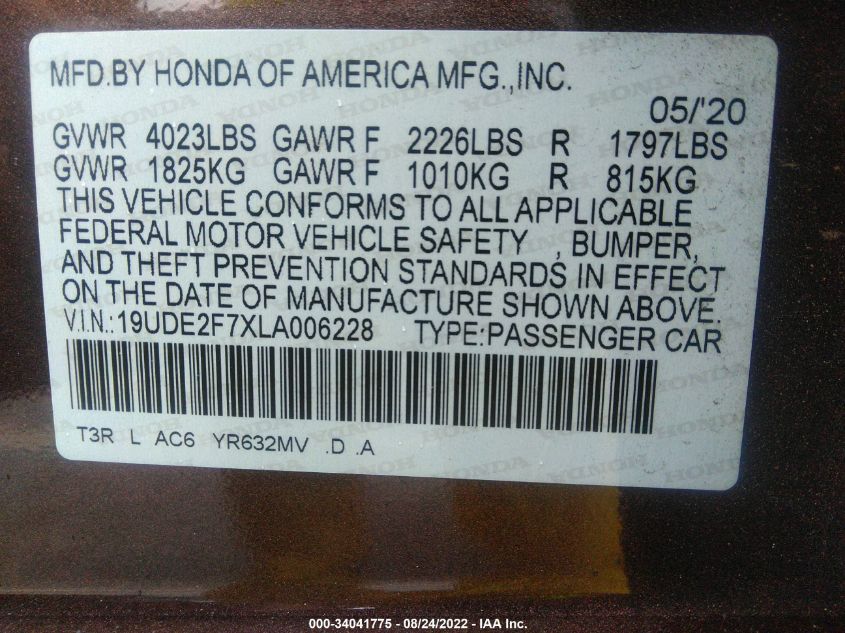 MFD.BY HONDA OF AMERICA MFG.,INC.
05/'20
GVWR 4023LBS GAWR F 2226LBS R 1797LBS
GVWR 1825KG GAWR F 1010KG R 815KG
THIS VEHICLE CONFORMS TO ALL APPLICABLE
FEDERAL MOTOR VEHICLE SAFETY , BUMPER,
AND THEFT PREVENTION STANDARDS IN EFFECT
ON THE DATE OF MANUFACTURE SHOWN ABOVE.
V.I.N.:19UDE2F7XLA006228 TYPE:PASSENGER CAR
T3R L AC6 YR632MV .D .A
000-34041775 — 08/24/2022 — IAA Inc.